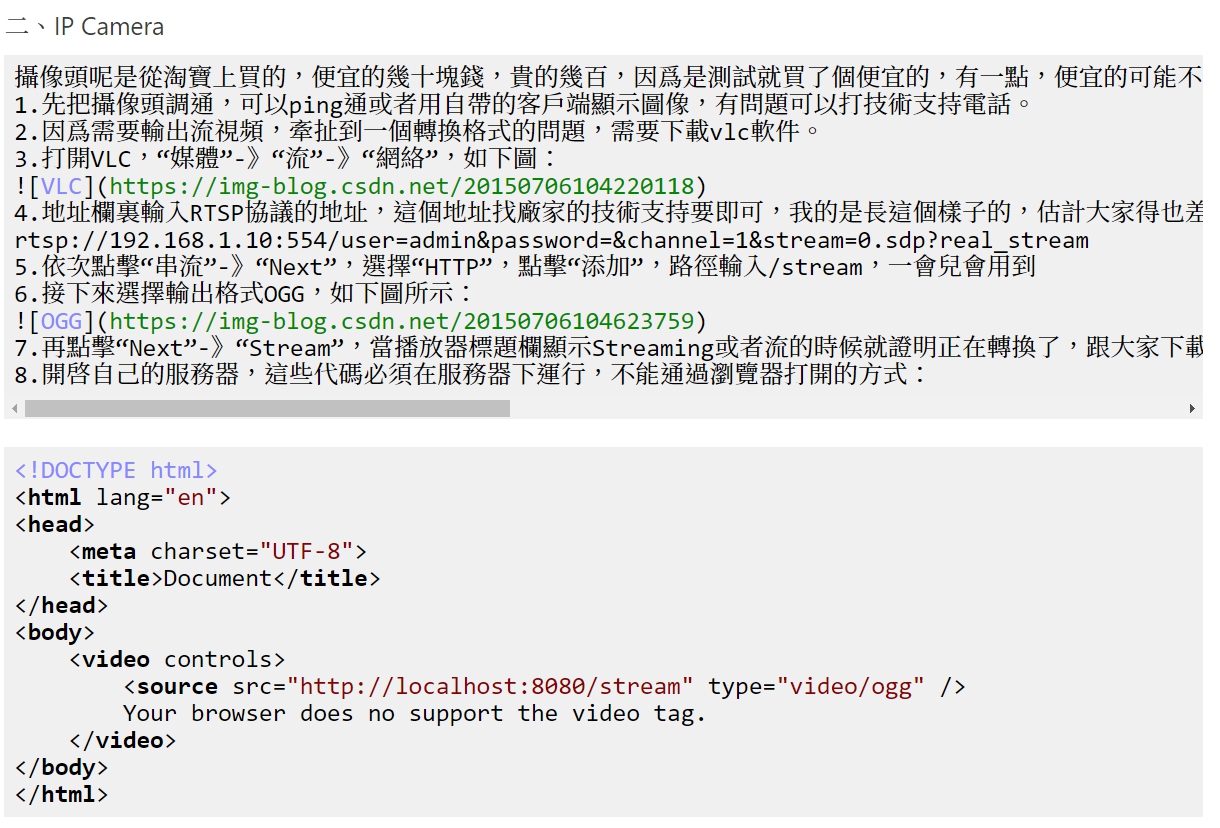 二、IP Camera
攝像頭呢是從淘寶上買的，便宜的幾十塊錢，貴的幾百，因爲是測試就買了個便宜的，有一點，便宜的可能不
1.先把攝像頭調通，可以ping通或者用自帶的客戶端顯示圖像，有問題可以打技術支持電話。
2.因爲需要輸出流視頻，牽扯到一個轉換格式的問題，需要下載vlc軟件。
3.打開VLC，“媒體”-》“流”-》“網絡”，如下圖：
![VLC](https://img-blog.csdn.net/20150706104220118)
4.地址欄裏輸入RTSP協議的地址，這個地址找廠家的技術支持要即可，我的是長這個樣子的，估計大家得也差
rtsp://192.168.1.10:554/user=admin&password=&channel=1&stream=0.sdp?real_stream
5.依次點擊“串流”-》“Next”，選擇“HTTP”，點擊“添加”，路徑輸入/stream，一會兒會用到
6.接下來選擇輸出格式OGG，如下圖所示：
![OGG](https://img-blog.csdn.net/20150706104623759)
7.再點擊“Next”-》“Stream”，當播放器標題欄顯示Streaming或者流的時候就證明正在轉換了，跟大家下載
8.開啓自己的服務器，這些代碼必須在服務器下運行，不能通過瀏覽器打開的方式：
<!DOCTYPE html>
<html lang="en">
<head>
    <meta charset="UTF-8">
    <title>Document</title>
</head>
<body>
    <video controls>
        <source src="http://localhost:8080/stream" type="video/ogg" />
        Your browser does no support the video tag.
    </video>
</body>
</html>